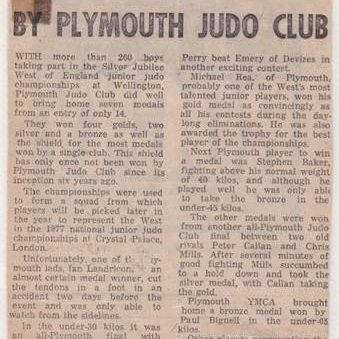 BY PLYMOUTH JUDO CLUB
WITH more than 260 boys
taking part in the Silver Jubilee
West of England junior judo
championships at Wellington,
Plymouth Judo Club did well
to bring home seven medals
from an entry of only 14.
They won four golds, two
silver and a bronze as well as
the shield for the most medals
won by a single club. This shield
has only once not been won by
Plymouth Judo Club since its
inception six years ago.
The championships were used
to form a squad from which
players will be picked later in
the year to represent the West
in the 1977 national junior judo
championships at Crystal Palace,
London.
Unfortunately, one of the
mouth lads, Ian Landricon, an
almost certain medal winner, cut
the tendons in a foot in an
accident two days before the
event and was only able to
watch from the sidelines.
In the under-30 kilos it was
an all-Plymouth final with
Perry beat Emery of Devizes in
another exciting contest.
Michael Rea, of Plymouth,
probably one of the West's most
talented junior players, won his
gold medal as convincingly as
all his contests during the day-
long eliminations. He was also
awarded the trophy for the best
player of the championships.
Next Plymouth player to win
a medal was Stephen Baker,
fighting above his normal weight
of 40 kilos, and although he
played well he was only able
to take the bronze in the
under-45 kilos.
The other medals were won
from another all-Plymouth Judo
Club final between two old
rivals Peter Callan and Chris
Mills. After several minutes of
good fighting Mills succumbed
to a hold down and took the
silver medal, with Callan taking
the gold.
Plymouth YMCA brought
home a bronze medal won by
Paul Bignell in the under-65
kilos.